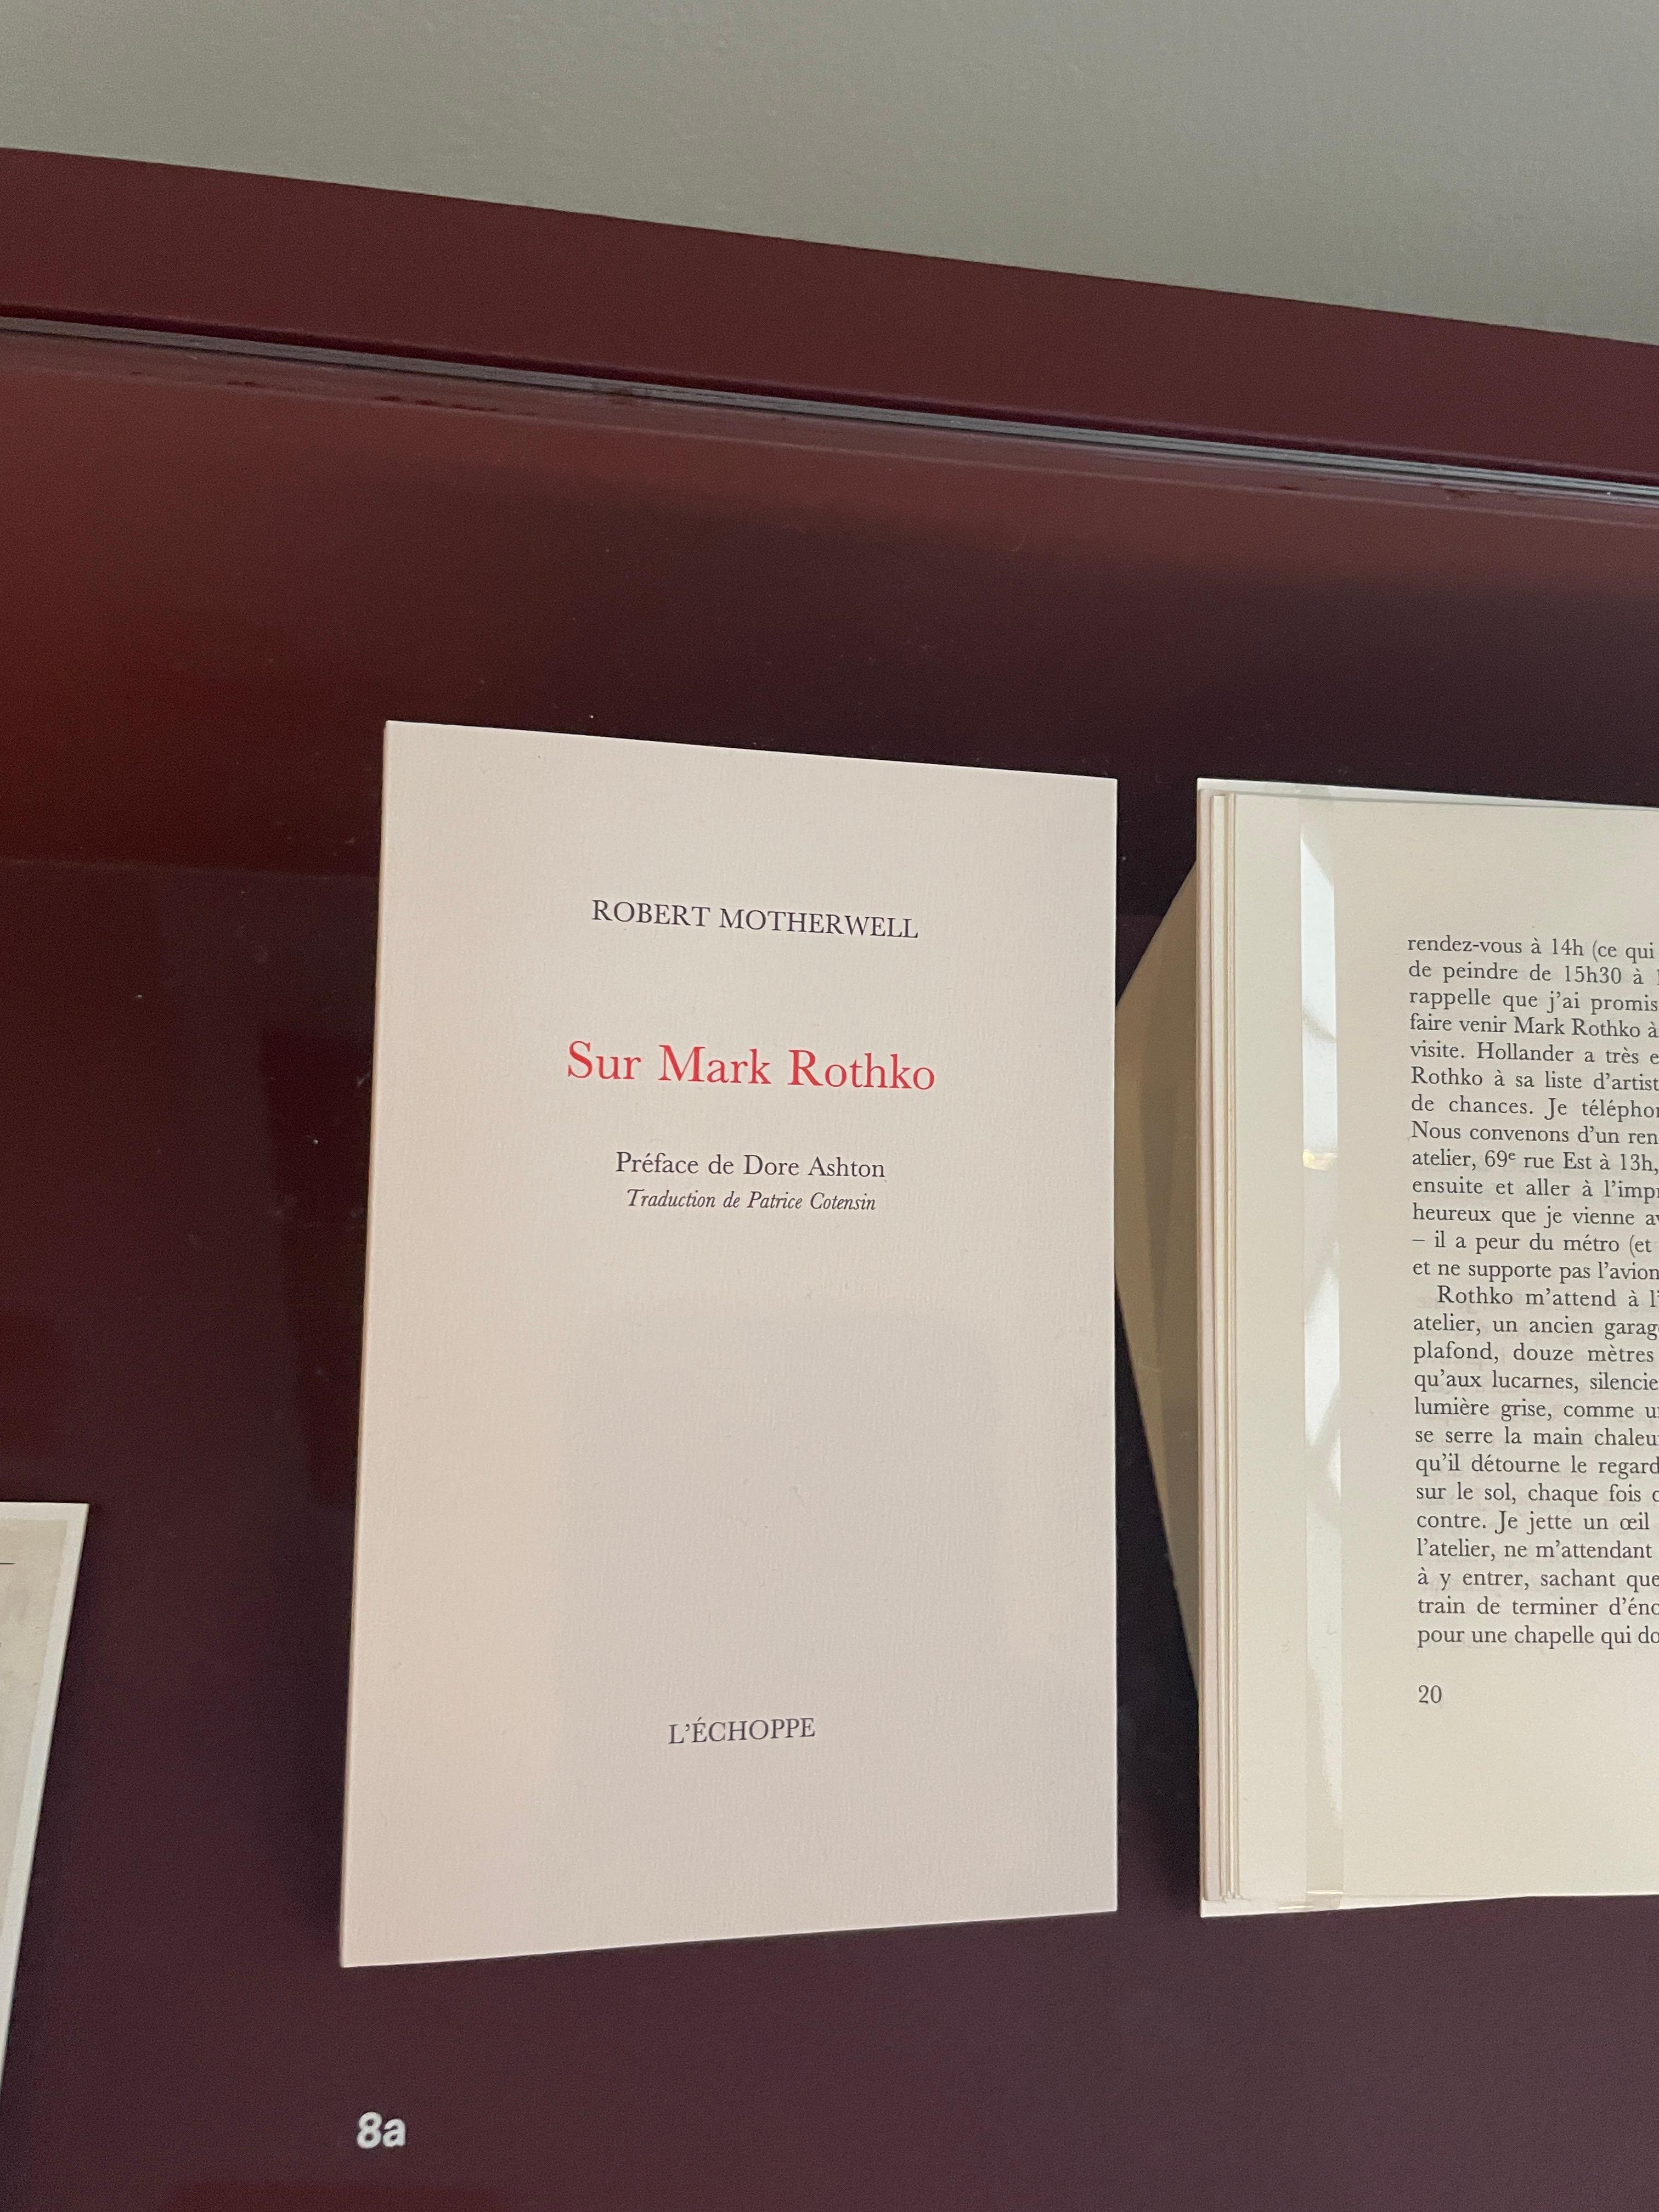 ROBERT MOTHERWELL
Sur Mark Rothko
Préface de Dore Ashton
Traduction de Patrice Cotensin
L'ÉCHOPPE
rendez-vous à 14h (ce qui
de peindre de 15h30 à
rappelle que j'ai promis
faire venir Mark Rothko à
visite. Hollander a très
Rothko à sa liste d'artist
de chances. Je télépho
Nous convenons d'un ren
atelier, 69e rue Est à 13h,
ensuite et aller à l'imp
heureux que je vienne av
– il a peur du métro (et
et ne supporte pas l'avion
Rothko m'attend à l'
atelier, un ancien garag
plafond, douze mètres
qu'aux lucarnes, silencie
lumière grise, comme u
se serre la main chaleu
qu'il détourne le regard
sur le sol, chaque fois
contre. Je jette un œil
l'atelier, ne m'attendant
à y entrer, sachant que
train de terminer d'éno
pour une chapelle qui do
20
8a